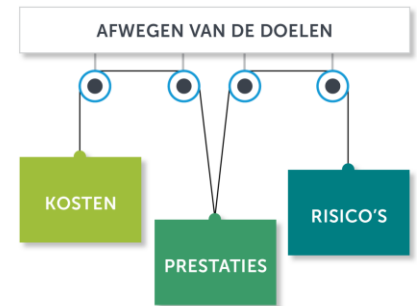 AFWEGEN VAN DE DOELEN
KOSTEN
PRESTATIES
RISICO'S